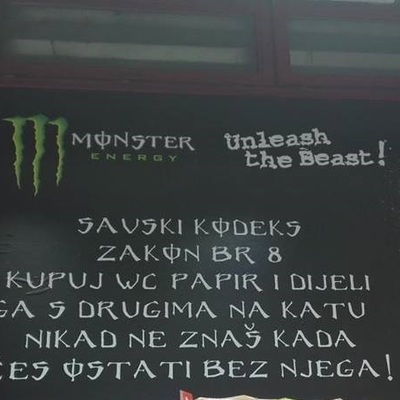 MONSTER
ENERGY
Unleash
the Beast!
SAVSKI KODEKS
ZAKON BR 8
KUPUJ WC PAPIR I DIJELI
GA S DRUGIMA NA KATU
NIKAD NE ZNAŠ KADA
ĆES OSTATI BEZ NJEGA!